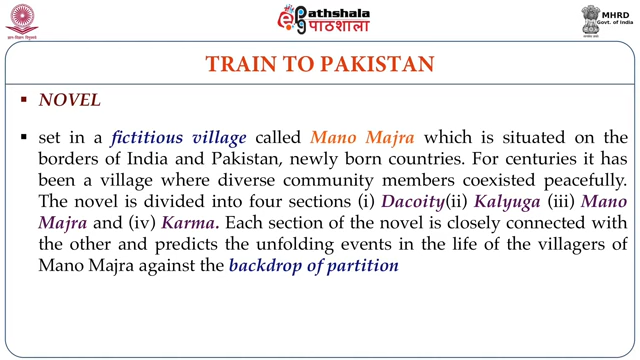 ePathshala
पाठशाला
MHRD
Govt. of India
TRAIN TO PAKISTAN
▪ NOVEL
▪ set in a fictitious village called Mano Majra which is situated on the
borders of India and Pakistan, newly born countries. For centuries it has
been a village where diverse community members coexisted peacefully.
The novel is divided into four sections (i) Dacoity(ii) Kalyuga (iii) Mano
Majra and (iv) Karma. Each section of the novel is closely connected with
the other and predicts the unfolding events in the life of the villagers of
Mano Majra against the backdrop of partition